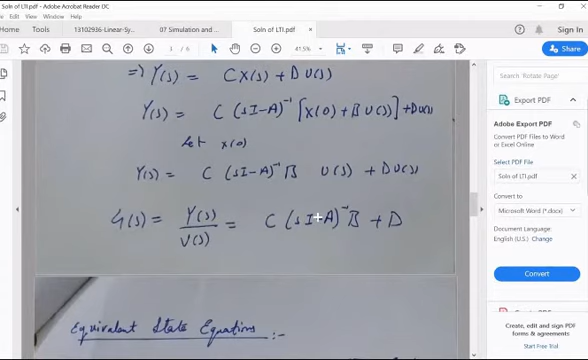 Soln of LTI.pdf - Adobe Acrobat Reader DC
File Edit View Sign Window Help
Home Tools 13102936-Linear-Sy... 07 Simulation and ... Soln of LTI.pdf × Sign In
3 / 6 41.5% Share
⇒ Y(s) = C X(s) + D U(s)
Y(s) = C (sI-A)⁻¹ [X(0) + B U(s)] + D U(s)
Let x(0)
Y(s) = C (sI-A)⁻¹ B U(s) + D U(s)
G(s) = Y(s)/U(s) = C (sI-A)⁻¹ B + D
Equivalent State Equations :-
Search 'Rotate Page'
Export PDF
Adobe Export PDF
Convert PDF Files to Word
or Excel Online
Select PDF File
Soln of LTI.pdf ×
Convert to
Microsoft Word (*.docx)
Document Language:
English (U.S.) Change
Convert
Create, edit and sign PDF
forms & agreements
Start Free Trial